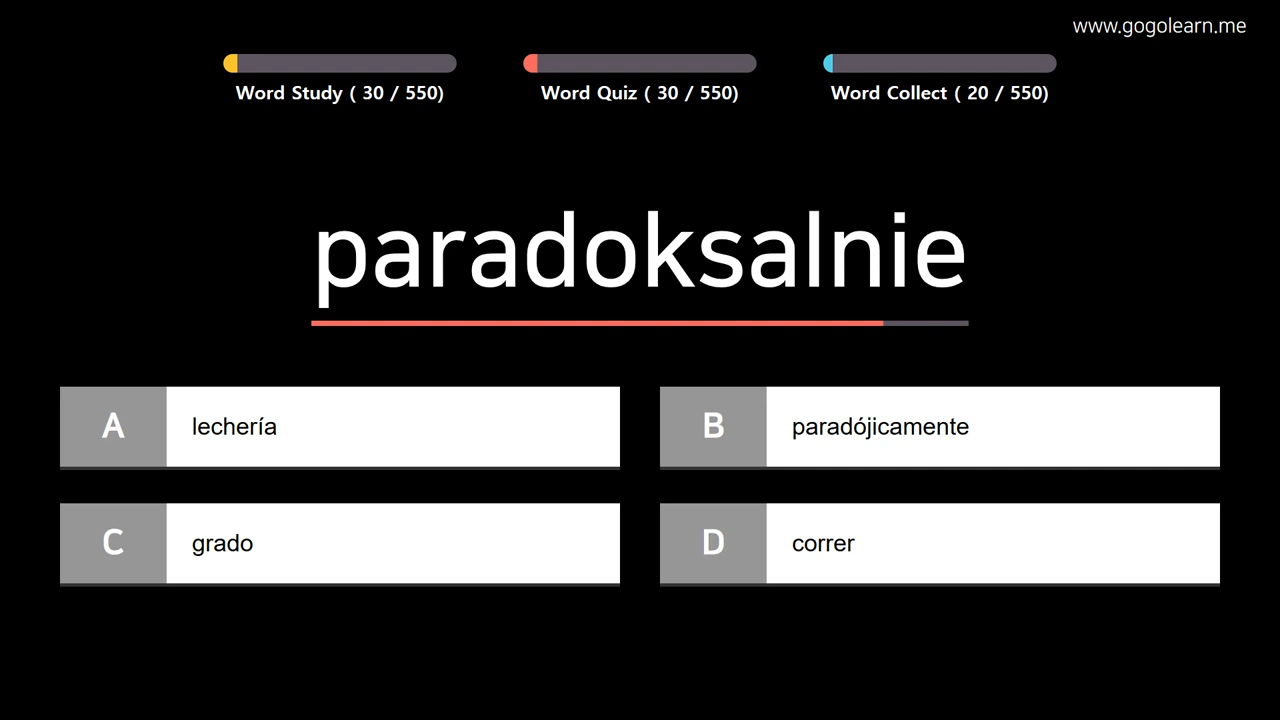 www.gogolearn.me
Word Study ( 30 / 550)
Word Quiz ( 30 / 550)
Word Collect ( 20 / 550)
paradoksalnie
A
lechería
B
paradójicamente
C
grado
D
correr